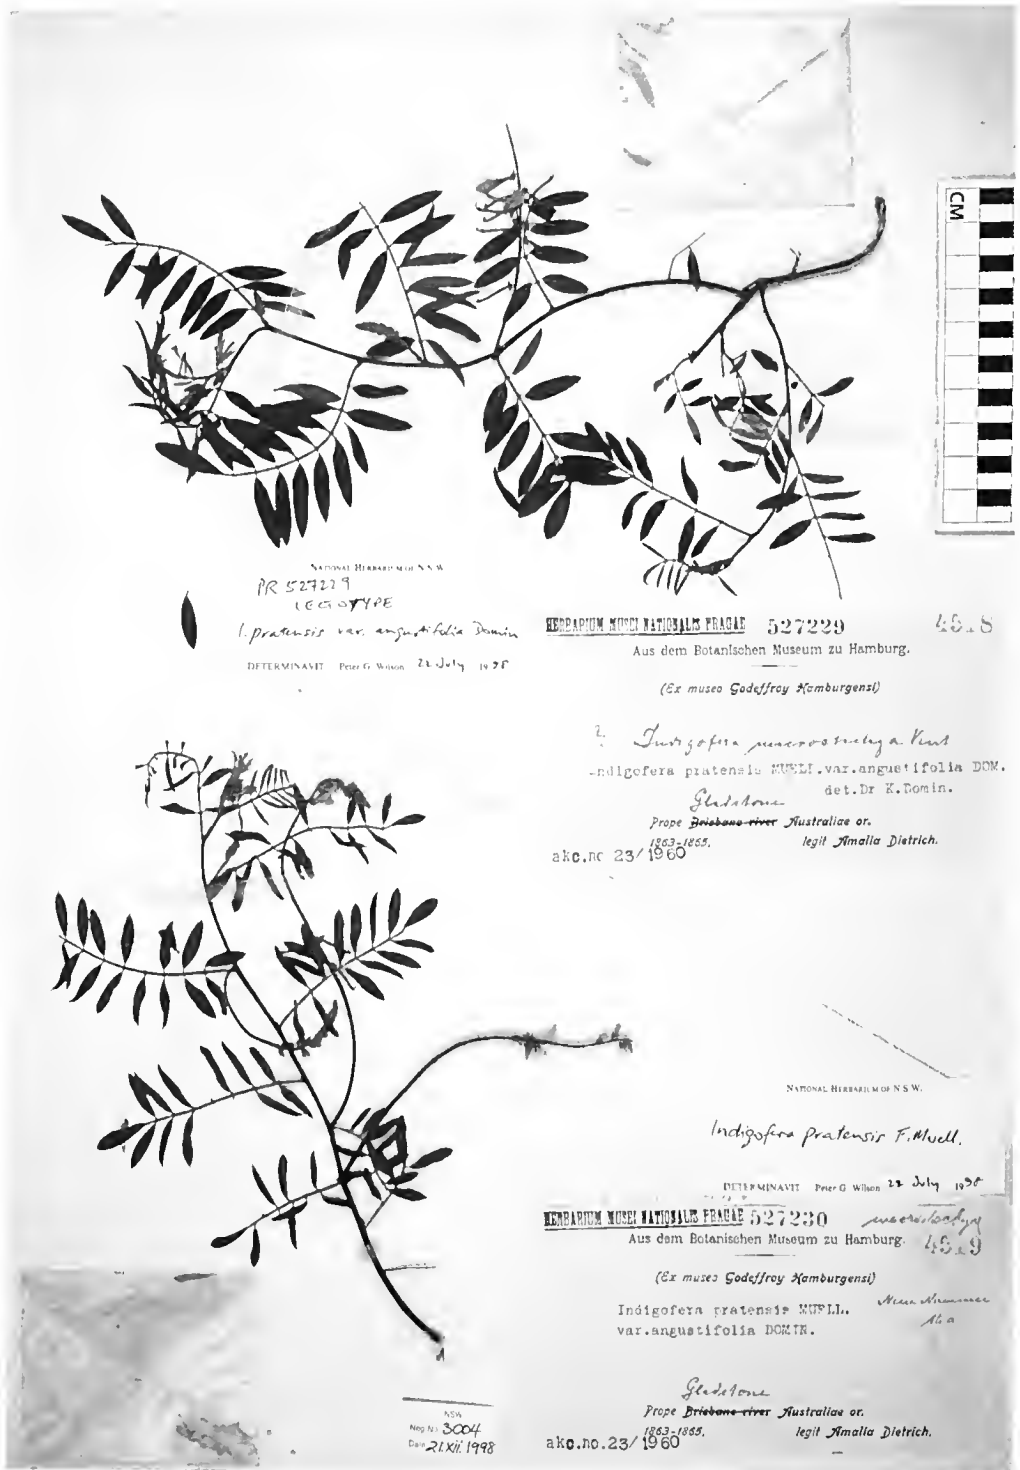 CM
NATIONAL HERBARIUM OF N.S.W.
PR 527229
LECTOTYPE
I. pratensis var. angustifolia Domin
DETERMINAVIT Peter G. Wilson 22 July 1998
HERBARIUM MUSEI NATIONALIS PRAGAE 527229
Aus dem Botanischen Museum zu Hamburg.
(Ex museo Godeffroy Hamburgensi)
Indigofera macrostachya Vent
Indigofera pratensis MUELL.var.angustifolia DOM.
det.Dr K.Domin.
Gladstone
Prope Brisbane river Australiae or.
1863-1865. legit Amalia Dietrich.
akc.no 23/1960
NATIONAL HERBARIUM OF N.S.W.
Indigofera pratensis F. Muell.
DETERMINAVIT Peter G. Wilson 22 July 1998
HERBARIUM MUSEI NATIONALIS PRAGAE 527230
macrostachya
Aus dem Botanischen Museum zu Hamburg.
(Ex museo Godeffroy Hamburgensi)
Indigofera pratensis MUELL.
var.angustifolia DOMIN.
Gladstone
Prope Brisbane river Australiae or.
1863-1865. legit Amalia Dietrich.
akc.no.23/1960
NSW
Neg No. 3004
Date 21.xii.1998